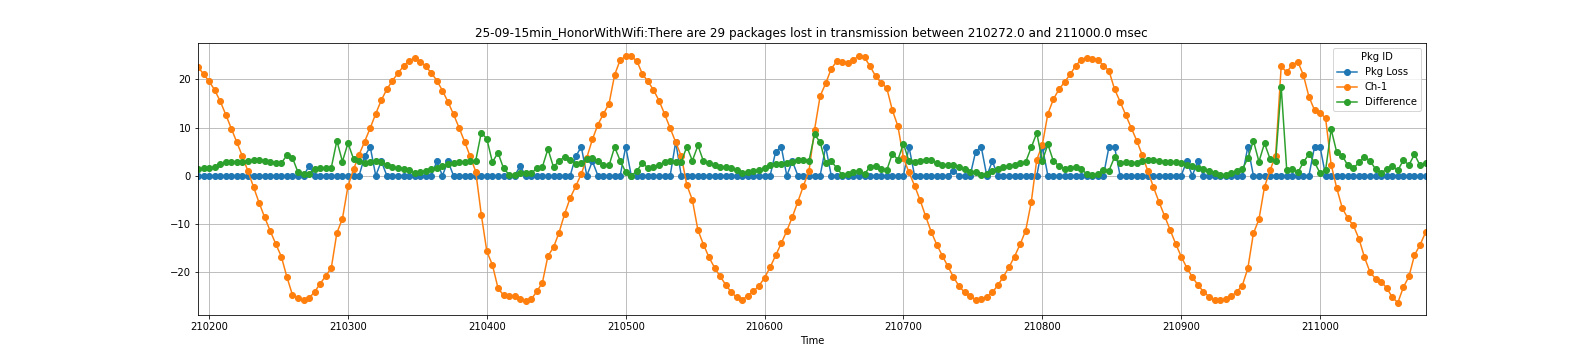 25-09-15min_HonorWithWifi:There are 29 packages lost in transmission between 210272.0 and 211000.0 msec
Pkg ID
Pkg Loss
Ch-1
Difference
20
10
0
−10
−20
210200 210300 210400 210500 210600 210700 210800 210900 211000
Time